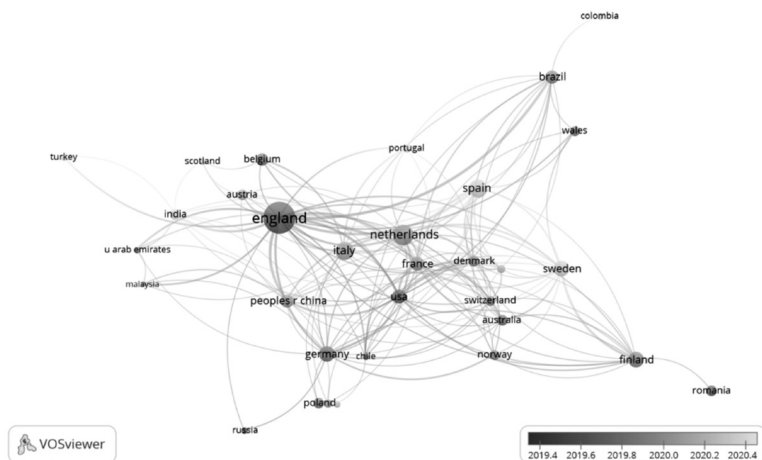 colombia
brazil
wales
portugal
turkey
scotland
belgium
austria
spain
india
england
netherlands
italy
u arab emirates
france
denmark
sweden
malaysia
peoples r china
usa
switzerland
australia
germany
chile
norway
finland
romania
poland
russia
VOSviewer
2019.4 2019.6 2019.8 2020.0 2020.2 2020.4